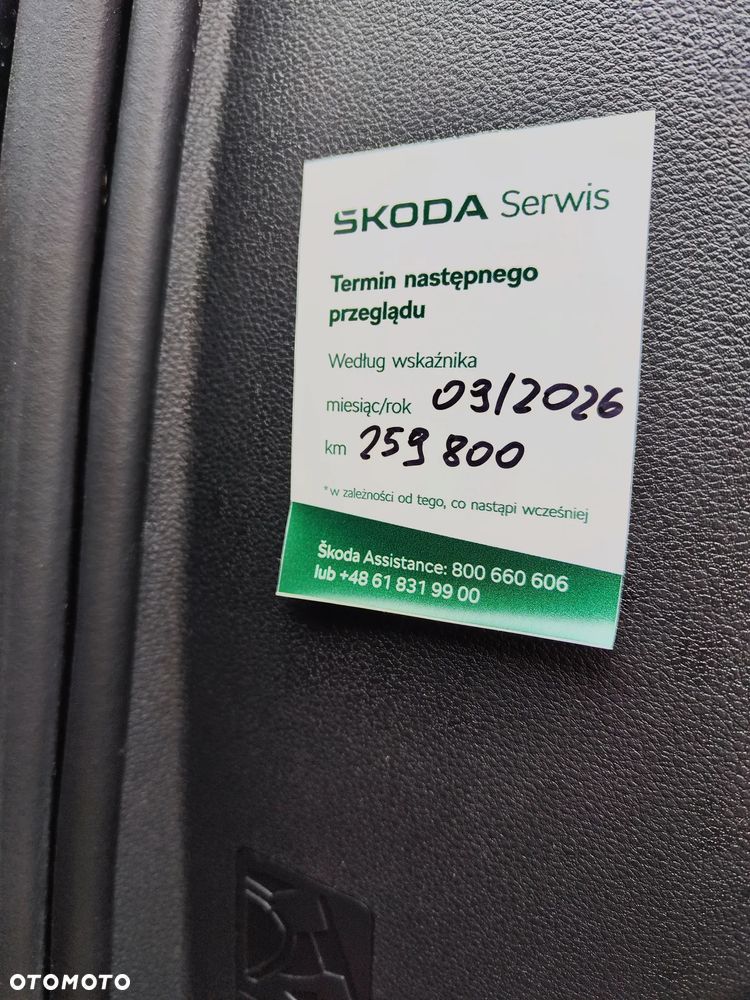 ŠKODA Serwis
Termin następnego
przeglądu
Według wskaźnika
miesiąc/rok 03/2026
km 259 800
*w zależności od tego, co nastąpi wcześniej
Škoda Assistance: 800 660 606
lub +48 61 831 99 00
OTOMOTO